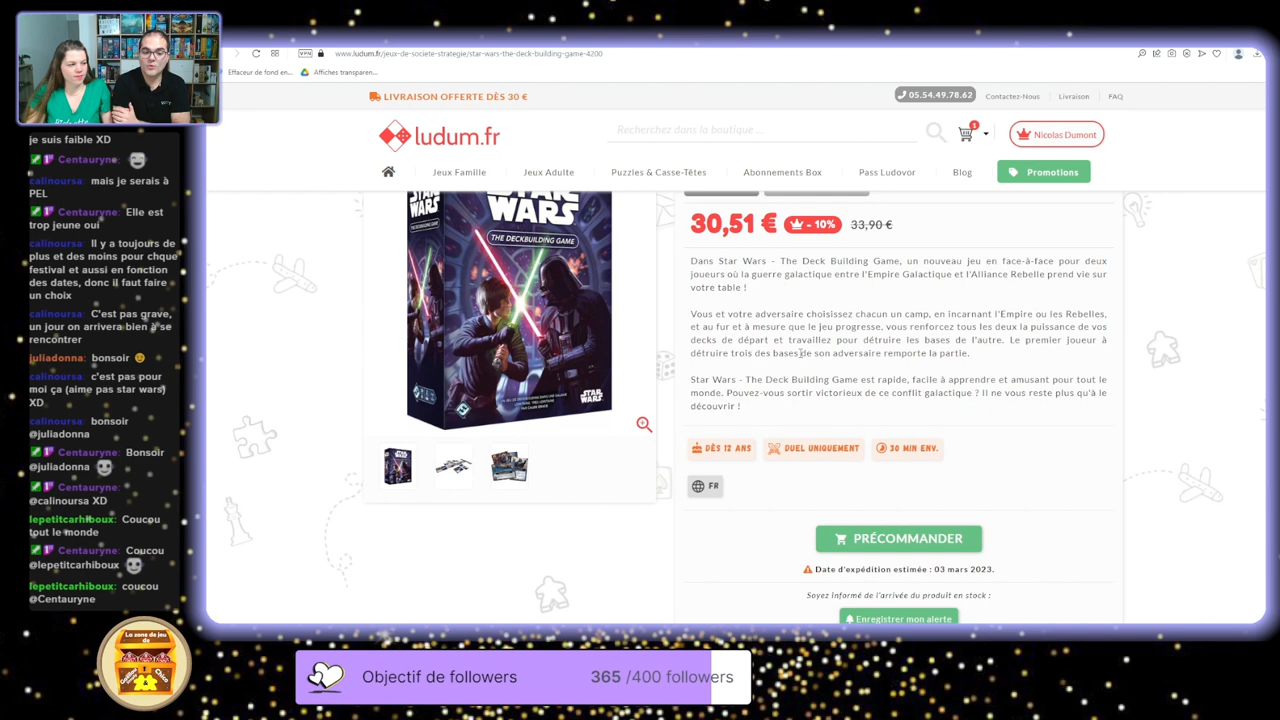 www.ludum.fr/jeux-de-societe-strategie/star-wars-the-deck-building-game-4200
VPN
Effaceur de fond en...
Affiches transparen...
LIVRAISON OFFERTE DÈS 30 €
05.54.49.78.62
Contactez-Nous
Livraison
FAQ
ludum.fr
Recherchez dans la boutique ...
1
Nicolas Dumont
Jeux Famille
Jeux Adulte
Puzzles & Casse-Têtes
Abonnements Box
Pass Ludovor
Blog
Promotions
je suis faible XD
Centauryne:
calinoursa: mais je serais à
PEL
Centauryne: Elle est
trop jeune oui
calinoursa: Il y a toujours de
plus et des moins pour chque
festival et aussi en fonction
des dates, donc il faut faire
un choix
calinoursa: C'est pas grave,
un jour on arrivera bien à se
rencontrer
juliadonna: bonsoir
calinoursa: c'est pas pour
moi ça (aime pas star wars)
XD
calinoursa: bonsoir
@juliadonna
Centauryne: Bonsoir
@juliadonna
Centauryne:
@calinoursa XD
lepetitcarhiboux: Coucou
tout le monde
Centauryne: Coucou
@lepetitcarhiboux
lepetitcarhiboux: coucou
@Centauryne
WARS
WARS
THE DECKBUILDING GAME
STAR
WARS
30,51 €
- 10%
33,90 €
Dans Star Wars - The Deck Building Game, un nouveau jeu en face-à-face pour deux
joueurs où la guerre galactique entre l'Empire Galactique et l'Alliance Rebelle prend vie sur
votre table !
Vous et votre adversaire choisissez chacun un camp, en incarnant l'Empire ou les Rebelles,
et au fur et à mesure que le jeu progresse, vous renforcez tous les deux la puissance de vos
decks de départ et travaillez pour détruire les bases de l'autre. Le premier joueur à
détruire trois des bases de son adversaire remporte la partie.
Star Wars - The Deck Building Game est rapide, facile à apprendre et amusant pour tout le
monde. Pouvez-vous sortir victorieux de ce conflit galactique ? Il ne vous reste plus qu'à le
découvrir !
DÈS 12 ANS
DUEL UNIQUEMENT
30 MIN ENV.
FR
PRÉCOMMANDER
Date d'expédition estimée : 03 mars 2023.
Soyez informé de l'arrivée du produit en stock :
Enregistrer mon alerte
La zone de jeu
de
Chico
Objectif de followers
365 /400 followers